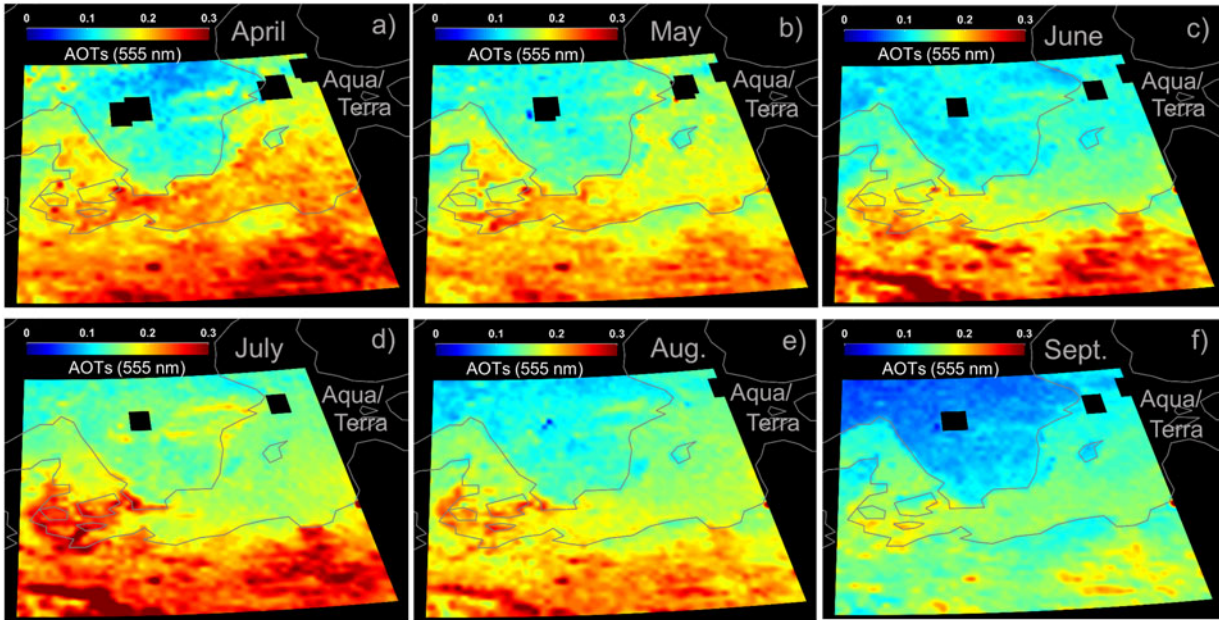 0 0.1 0.2 0.3
AOTs (555 nm)
April
a)
Aqua/
Terra
0 0.1 0.2 0.3
AOTs (555 nm)
May
b)
Aqua/
Terra
0 0.1 0.2 0.3
AOTs (555 nm)
June
c)
Aqua/
Terra
0 0.1 0.2 0.3
AOTs (555 nm)
July
d)
Aqua/
Terra
0 0.1 0.2 0.3
AOTs (555 nm)
Aug.
e)
Aqua/
Terra
0 0.1 0.2 0.3
AOTs (555 nm)
Sept.
f)
Aqua/
Terra